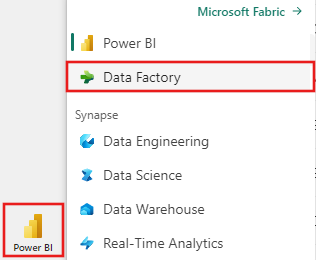 Microsoft Fabric
Power BI
Data Factory
Synapse
Data Engineering
Data Science
Data Warehouse
Real-Time Analytics
Power BI